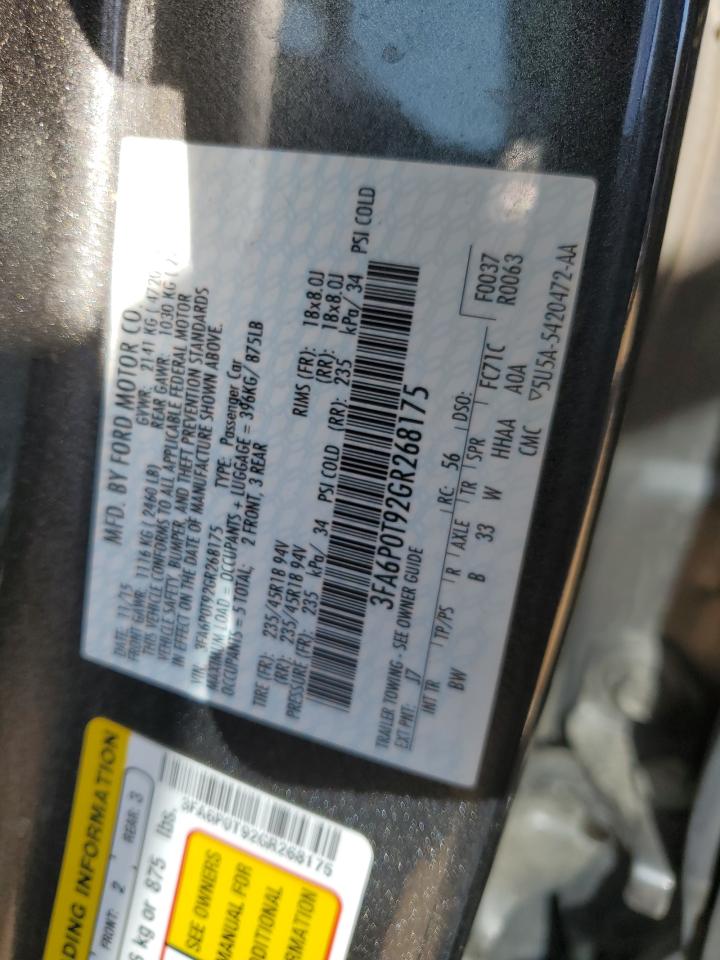 MFD. BY FORD MOTOR CO.
DATE: 11/15 GVWR: 2141 KG
FRONT GAWR: 1116 KG (2460 LB) REAR GAWR: 1030 KG
THIS VEHICLE CONFORMS TO ALL APPLICABLE FEDERAL MOTOR
VEHICLE SAFETY, BUMPER, AND THEFT PREVENTION STANDARDS
IN EFFECT ON THE DATE OF MANUFACTURE SHOWN ABOVE.
VIN: 3FA6P0T92GR268175 TYPE: Passenger Car
MAXIMUM LOAD = OCCUPANTS + LUGGAGE = 396KG/ 875LB
OCCUPANTS = 5 TOTAL; 2 FRONT, 3 REAR
TIRE (FR): 235/45R18 94V RIMS (FR): 18x8.0J
(RR): 235/45R18 94V (RR): 18x8.0J
PRESSURE (FR): 235 kPa/ 34 PSI COLD (RR): 235 kPa/ 34 PSI COLD
3FA6P0T92GR268175
TRAILER TOWING - SEE OWNER GUIDE
EXT PNT: J7 RC: 56 DSO: F0037
R0063
INT TR TP/PS R AXLE TR SPR FC71C
BW B 33 W HHAA A0A
CMC ▽5U5A-5420472-AA
DING INFORMATION
FRONT: 2 REAR: 3
kg or 875 lbs.
3FA6P0T92GR268175
SEE OWNERS
MANUAL FOR